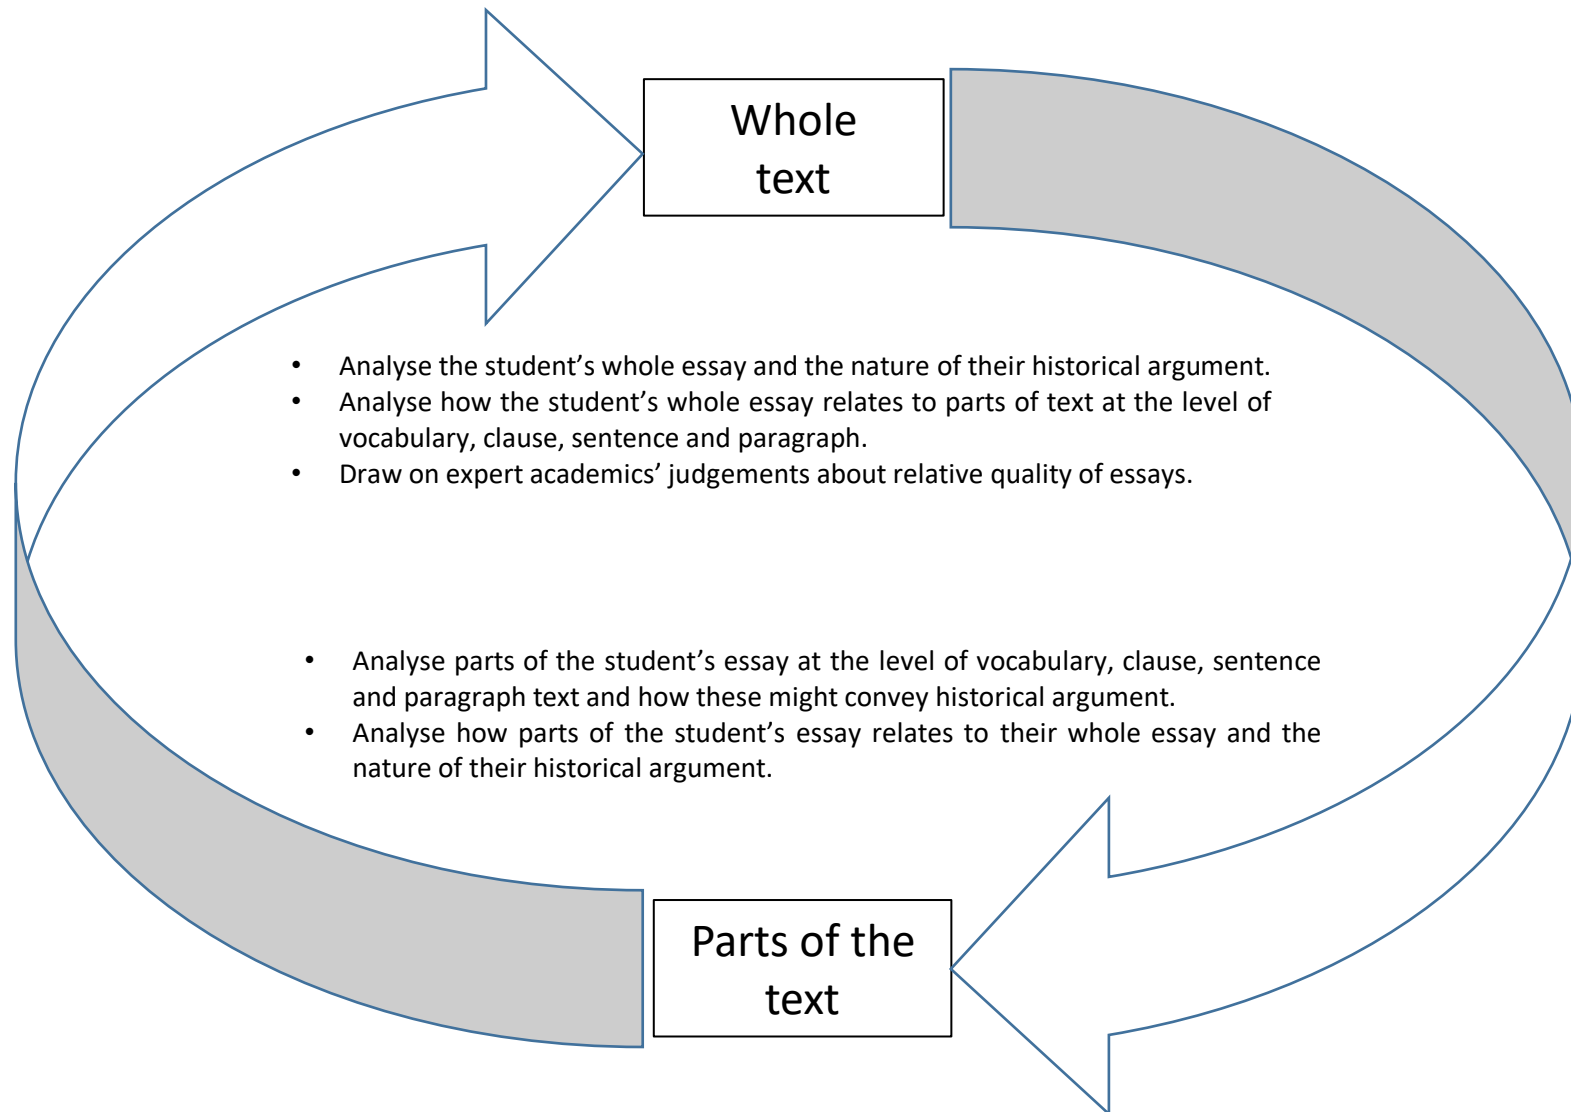 Whole
text
• Analyse the student’s whole essay and the nature of their historical argument.
• Analyse how the student’s whole essay relates to parts of text at the level of
vocabulary, clause, sentence and paragraph.
• Draw on expert academics’ judgements about relative quality of essays.
• Analyse parts of the student’s essay at the level of vocabulary, clause, sentence
and paragraph text and how these might convey historical argument.
• Analyse how parts of the student’s essay relates to their whole essay and the
nature of their historical argument.
Parts of the
text